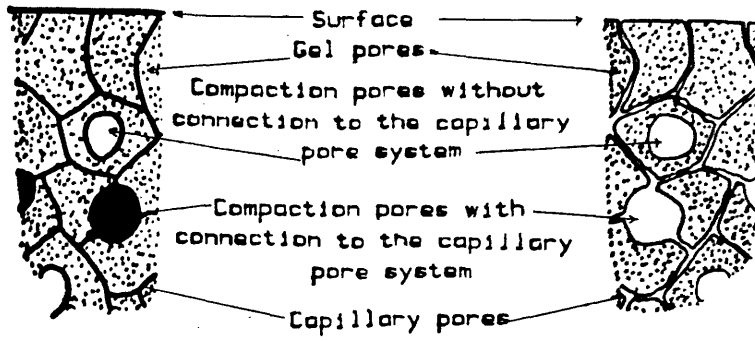 Surface
Gel pores
Compaction pores without
connection to the capillary
pore system
Compaction pores with
connection to the capillary
pore system
Capillary pores